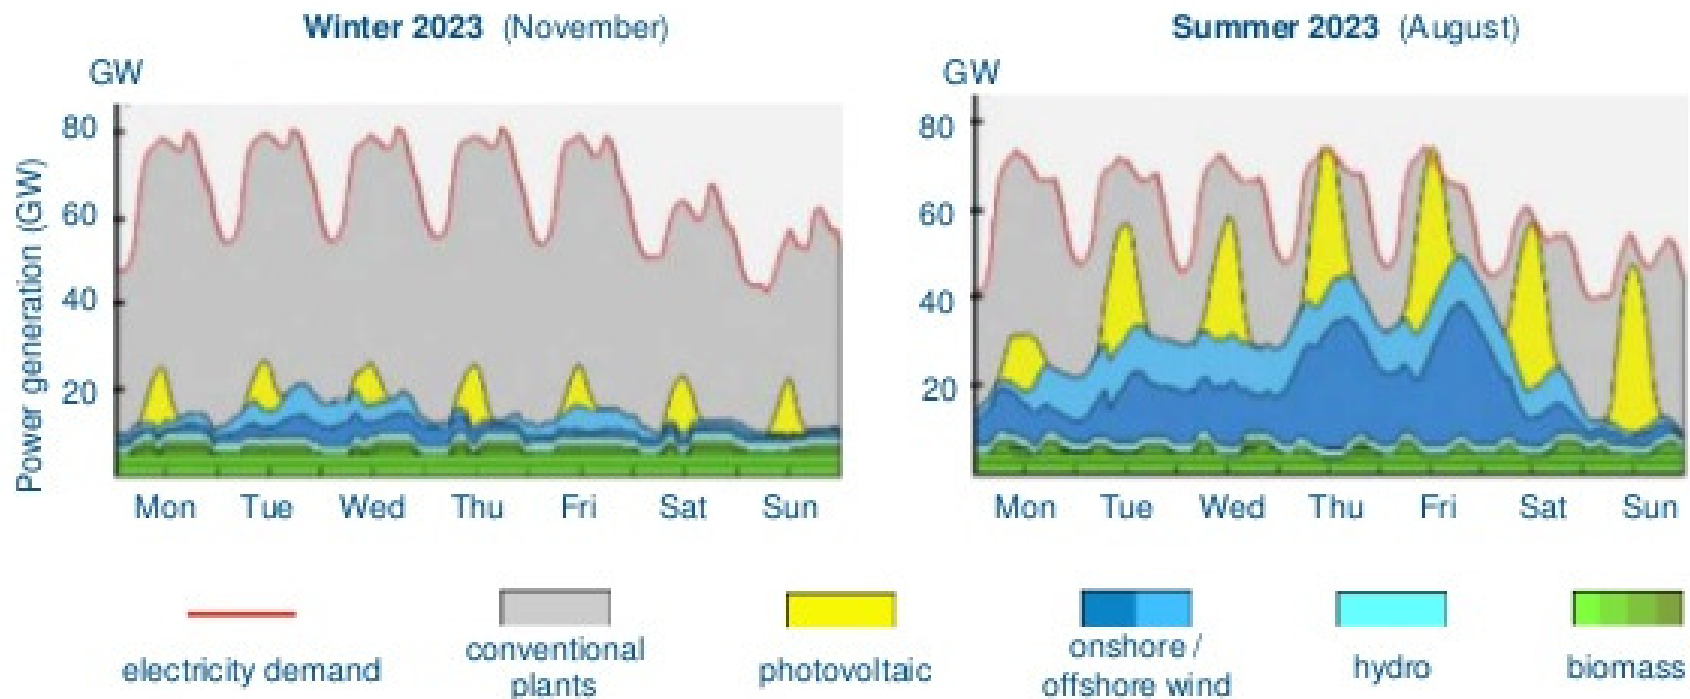 Winter 2023 (November)
Summer 2023 (August)
GW
GW
Power generation (GW)
80
60
40
20
80
60
40
20
Mon Tue Wed Thu Fri Sat Sun
Mon Tue Wed Thu Fri Sat Sun
electricity demand
conventional
plants
photovoltaic
onshore /
offshore wind
hydro
biomass